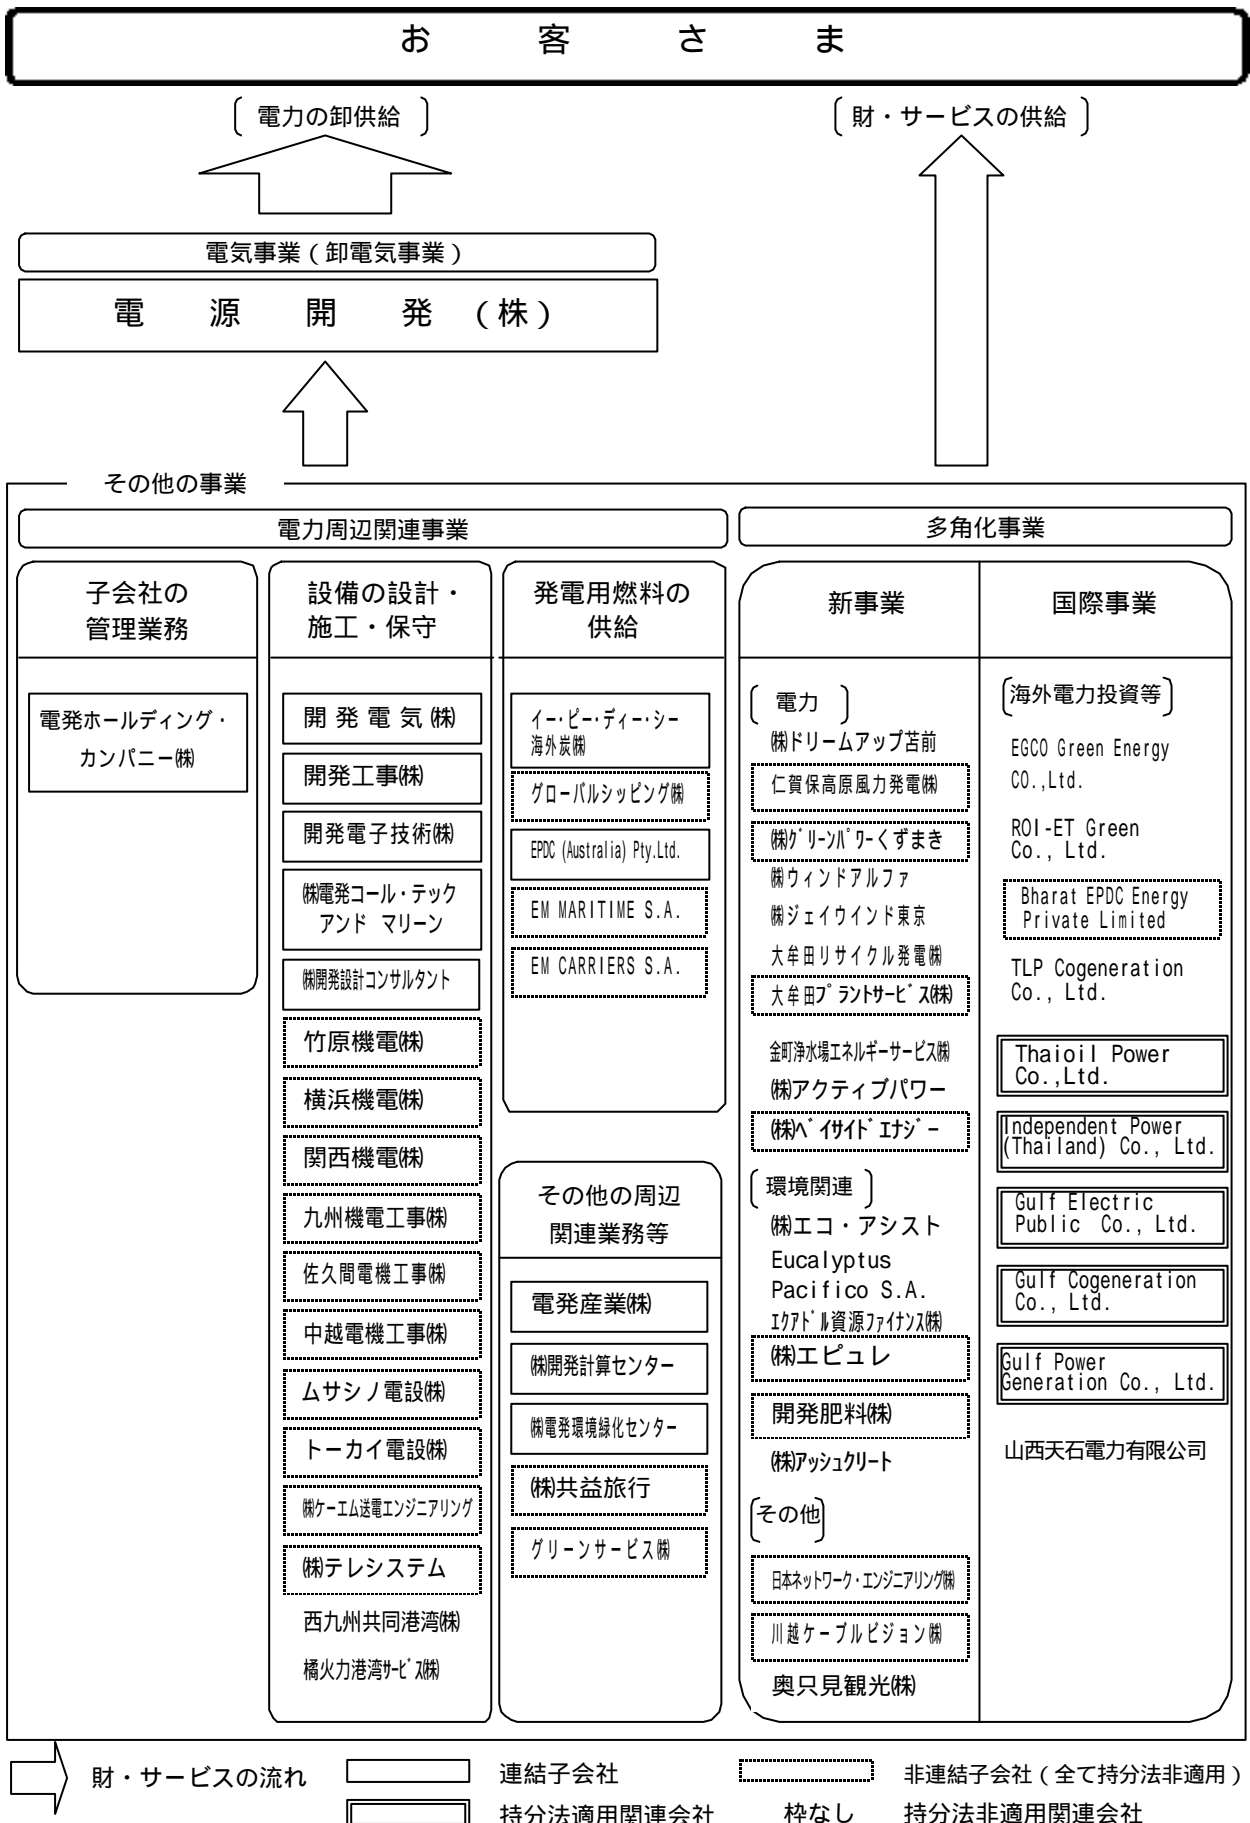 お客さま
電力の卸供給
財・サービスの供給
電気事業(卸電気事業)
電源開発(株)
その他の事業
電力周辺関連事業
多角化事業
子会社の
管理業務
電発ホールディング・
カンパニー㈱
設備の設計・
施工・保守
開発電気㈱
開発工事㈱
開発電子技術㈱
㈱電発コール・テック
アンド マリーン
㈱開発設計コンサルタント
竹原機電㈱
横浜機電㈱
関西機電㈱
九州機電工事㈱
佐久間電機工事㈱
中越電機工事㈱
ムサシノ電設㈱
トーカイ電設㈱
㈱ケーエム送電エンジニアリング
㈱テレシステム
西九州共同港湾㈱
橘火力港湾ｻｰﾋﾞｽ㈱
発電用燃料の
供給
イー・ピー・ディー・シー
海外炭㈱
グローバルシッピング㈱
EPDC (Australia) Pty.Ltd.
EM MARITIME S.A.
EM CARRIERS S.A.
その他の周辺
関連業務等
電発産業㈱
㈱開発計算センター
㈱電発環境緑化センター
㈱共益旅行
グリーンサービス㈱
新事業
電力
㈱ドリームアップ苫前
仁賀保高原風力発電㈱
㈱ｸﾞﾘｰﾝﾊﾟﾜｰくずまき
㈱ウィンドアルファ
㈱ジェイウインド東京
大牟田リサイクル発電㈱
大牟田ﾌﾟﾗﾝﾄｻｰﾋﾞｽ㈱
金町浄水場エネルギーサービス㈱
㈱アクティブパワー
㈱ﾍﾞｲｻｲﾄﾞｴﾅｼﾞｰ
環境関連
㈱エコ・アシスト
Eucalyptus
Pacifico S.A.
ｴｸｱﾄﾞﾙ資源ﾌｧｲﾅﾝｽ㈱
㈱エピュレ
開発肥料㈱
㈱ｱｯｼｭｸﾘｰﾄ
その他
日本ネットワーク・エンジニアリング㈱
川越ケーブルビジョン㈱
奥只見観光㈱
国際事業
海外電力投資等
EGCO Green Energy
CO.,Ltd.
ROI-ET Green
Co., Ltd.
Bharat EPDC Energy
Private Limited
TLP Cogeneration
Co., Ltd.
Thaioil Power
Co.,Ltd.
Independent Power
(Thailand) Co., Ltd.
Gulf Electric
Public Co., Ltd.
Gulf Cogeneration
Co., Ltd.
Gulf Power
Generation Co., Ltd.
山西天石電力有限公司
財・サービスの流れ
連結子会社
非連結子会社(全て持分法非適用)
持分法適用関連会社
枠なし 持分法非適用関連会社